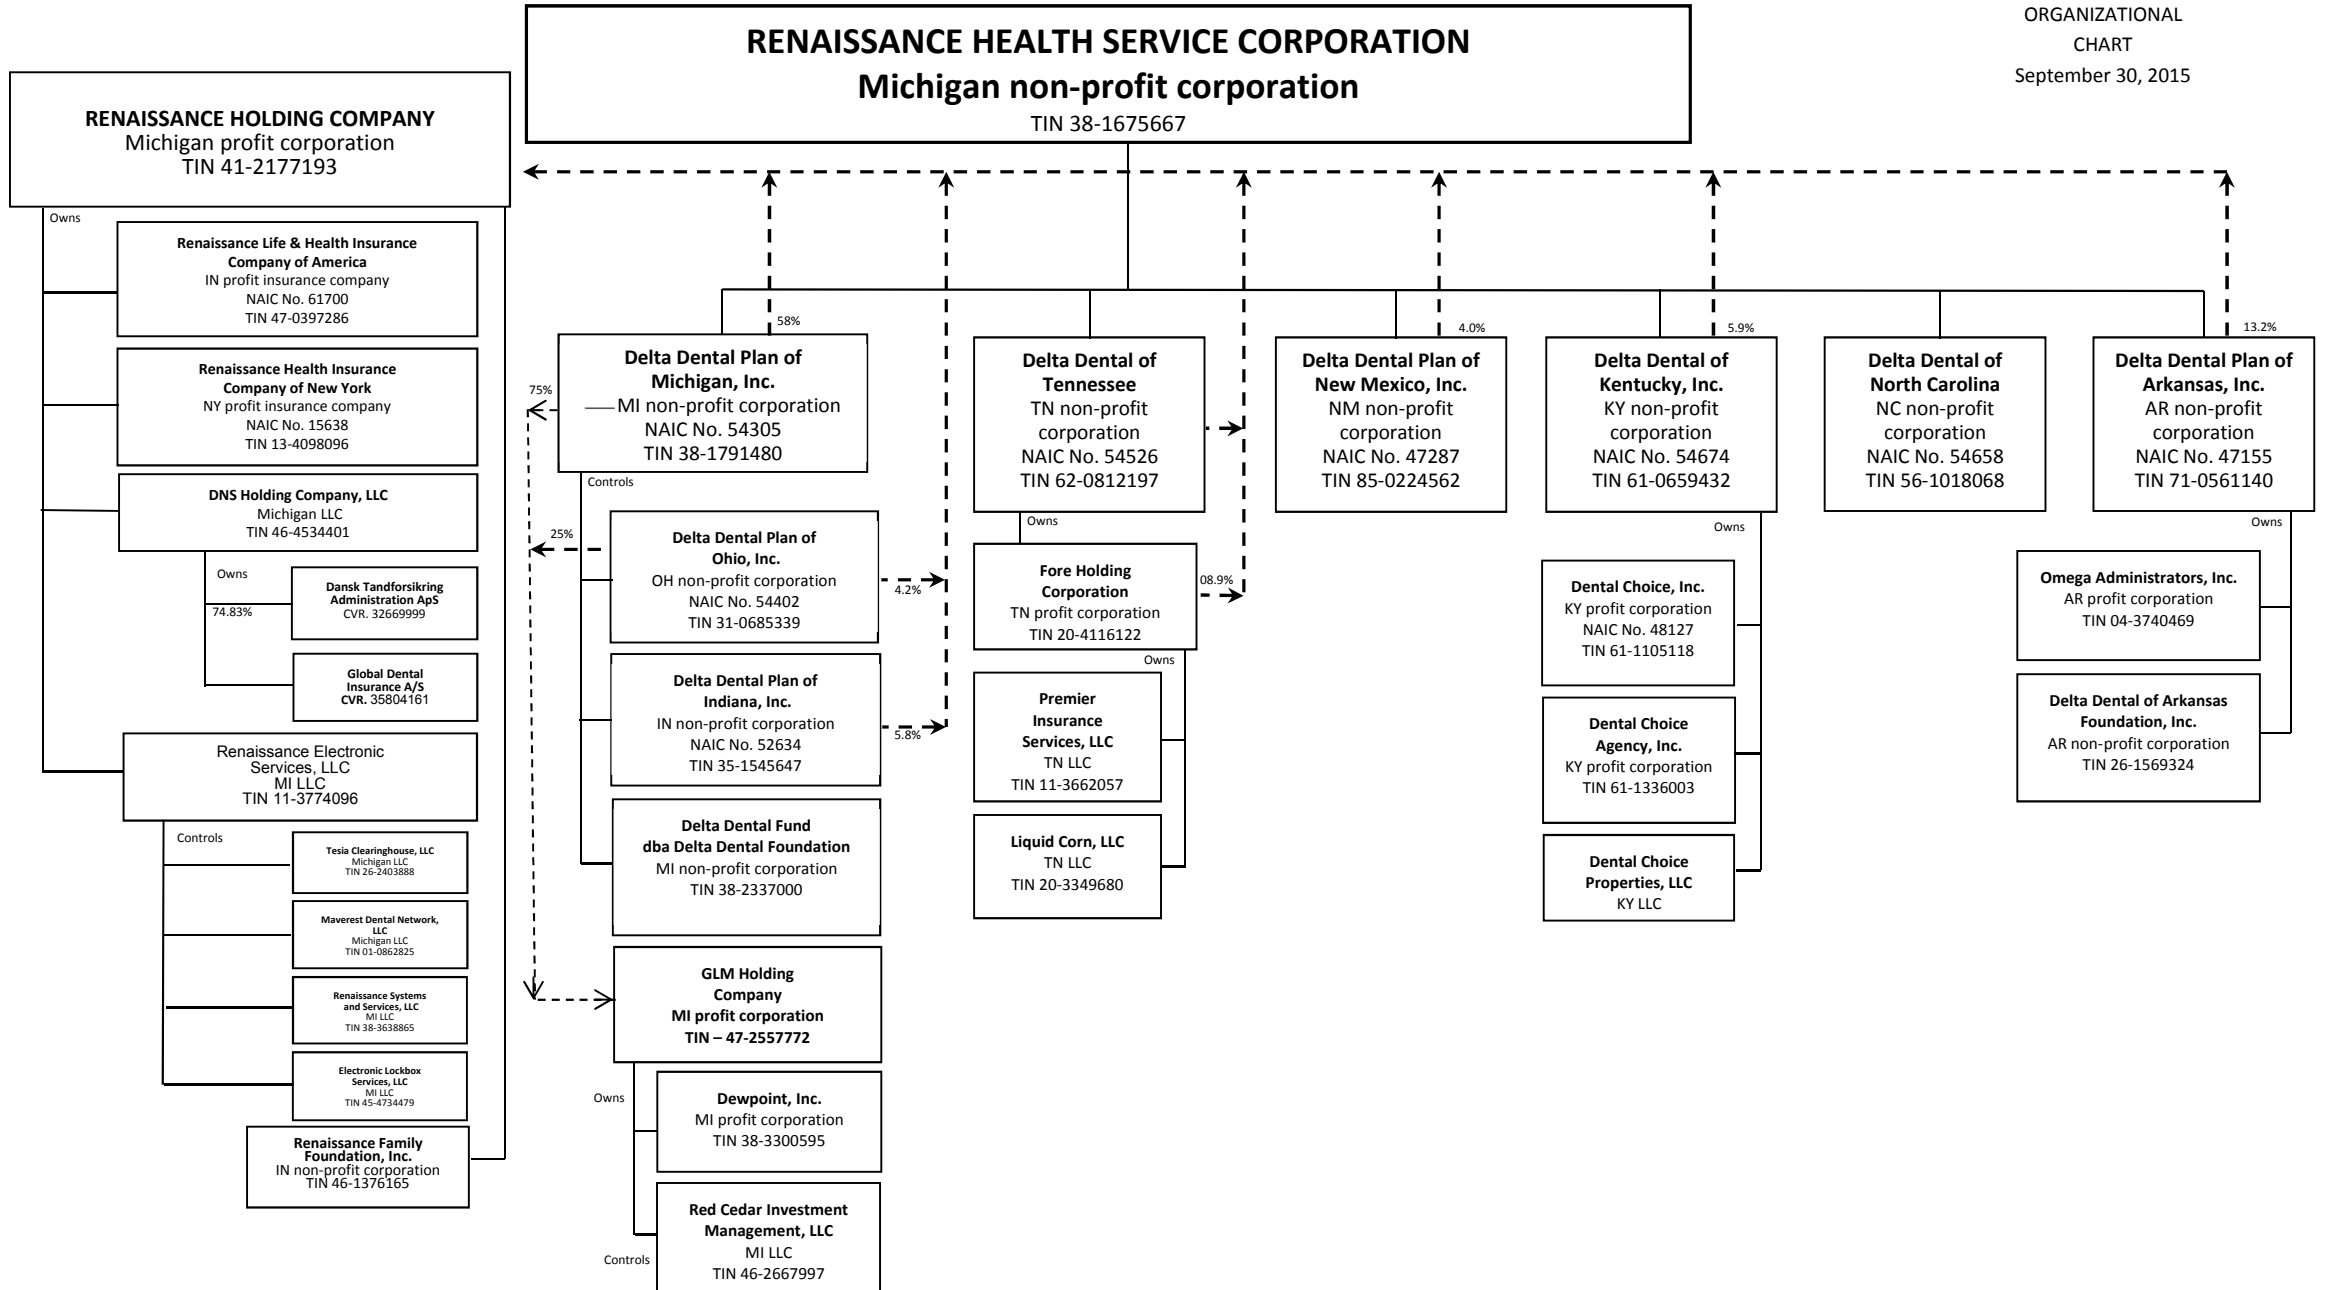 RENAISSANCE HEALTH SERVICE CORPORATION
Michigan non-profit corporation
TIN 38-1675667
ORGANIZATIONAL
CHART
September 30, 2015
RENAISSANCE HOLDING COMPANY
Michigan profit corporation
TIN 41-2177193
Owns
Renaissance Life & Health Insurance
Company of America
IN profit insurance company
NAIC No. 61700
TIN 47-0397286
Renaissance Health Insurance
Company of New York
NY profit insurance company
NAIC No. 15638
TIN 13-4098096
DNS Holding Company, LLC
Michigan LLC
TIN 46-4534401
Owns
74.83%
Dansk Tandforsikring
Administration ApS
CVR. 32669999
Global Dental
Insurance A/S
CVR. 35804161
Renaissance Electronic
Services, LLC
MI LLC
TIN 11-3774096
Controls
Tesia Clearinghouse, LLC
Michigan LLC
TIN 26-2403888
Maverest Dental Network,
LLC
Michigan LLC
TIN 01-0862825
Renaissance Systems
and Services, LLC
MI LLC
TIN 38-3638865
Electronic Lockbox
Services, LLC
MI LLC
TIN 45-4734479
Renaissance Family
Foundation, Inc.
IN non-profit corporation
TIN 46-1376165
58%
75%
Delta Dental Plan of
Michigan, Inc.
MI non-profit corporation
NAIC No. 54305
TIN 38-1791480
Controls
25%
Delta Dental Plan of
Ohio, Inc.
OH non-profit corporation
NAIC No. 54402
TIN 31-0685339
4.2%
Delta Dental Plan of
Indiana, Inc.
IN non-profit corporation
NAIC No. 52634
TIN 35-1545647
5.8%
Delta Dental Fund
dba Delta Dental Foundation
MI non-profit corporation
TIN 38-2337000
GLM Holding
Company
MI profit corporation
TIN – 47-2557772
Owns
Dewpoint, Inc.
MI profit corporation
TIN 38-3300595
Controls
Red Cedar Investment
Management, LLC
MI LLC
TIN 46-2667997
Delta Dental of
Tennessee
TN non-profit
corporation
NAIC No. 54526
TIN 62-0812197
Owns
Fore Holding
Corporation
TN profit corporation
TIN 20-4116122
08.9%
Owns
Premier
Insurance
Services, LLC
TN LLC
TIN 11-3662057
Liquid Corn, LLC
TN LLC
TIN 20-3349680
4.0%
Delta Dental Plan of
New Mexico, Inc.
NM non-profit
corporation
NAIC No. 47287
TIN 85-0224562
5.9%
Delta Dental of
Kentucky, Inc.
KY non-profit
corporation
NAIC No. 54674
TIN 61-0659432
Owns
Dental Choice, Inc.
KY profit corporation
NAIC No. 48127
TIN 61-1105118
Dental Choice
Agency, Inc.
KY profit corporation
TIN 61-1336003
Dental Choice
Properties, LLC
KY LLC
Delta Dental of
North Carolina
NC non-profit
corporation
NAIC No. 54658
TIN 56-1018068
13.2%
Delta Dental Plan of
Arkansas, Inc.
AR non-profit
corporation
NAIC No. 47155
TIN 71-0561140
Owns
Omega Administrators, Inc.
AR profit corporation
TIN 04-3740469
Delta Dental of Arkansas
Foundation, Inc.
AR non-profit corporation
TIN 26-1569324